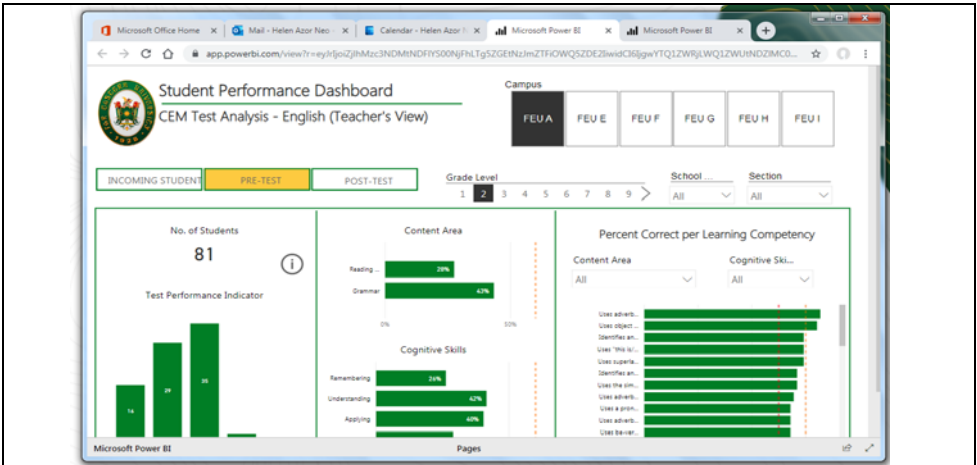 Microsoft Office Home
Mail - Helen Azor Neo -
Calendar - Helen Azor N
Microsoft Power BI
Microsoft Power BI
app.powerbi.com/view?r=
Student Performance Dashboard
CEM Test Analysis - English (Teacher's View)
Campus
FEU A FEU E FEU F FEU G FEU H FEU I
INCOMING STUDENT PRE-TEST POST-TEST
Grade Level
1 2 3 4 5 6 7 8 9
School ...
All
Section
All
No. of Students
81
Test Performance Indicator
16 29 35
Content Area
Reading ... 28%
Grammar 43%
0% 50%
Cognitive Skills
Remembering 24%
Understanding 42%
Applying 40%
Percent Correct per Learning Competency
Content Area
All
Cognitive Ski...
All
Uses adverb...
Uses object ...
Identifies an...
Uses "this is/...
Uses superla...
Identifies an...
Uses the sim...
Uses adverb...
Uses a pron...
Uses adverb...
Uses be-ver...
Microsoft Power BI
Pages